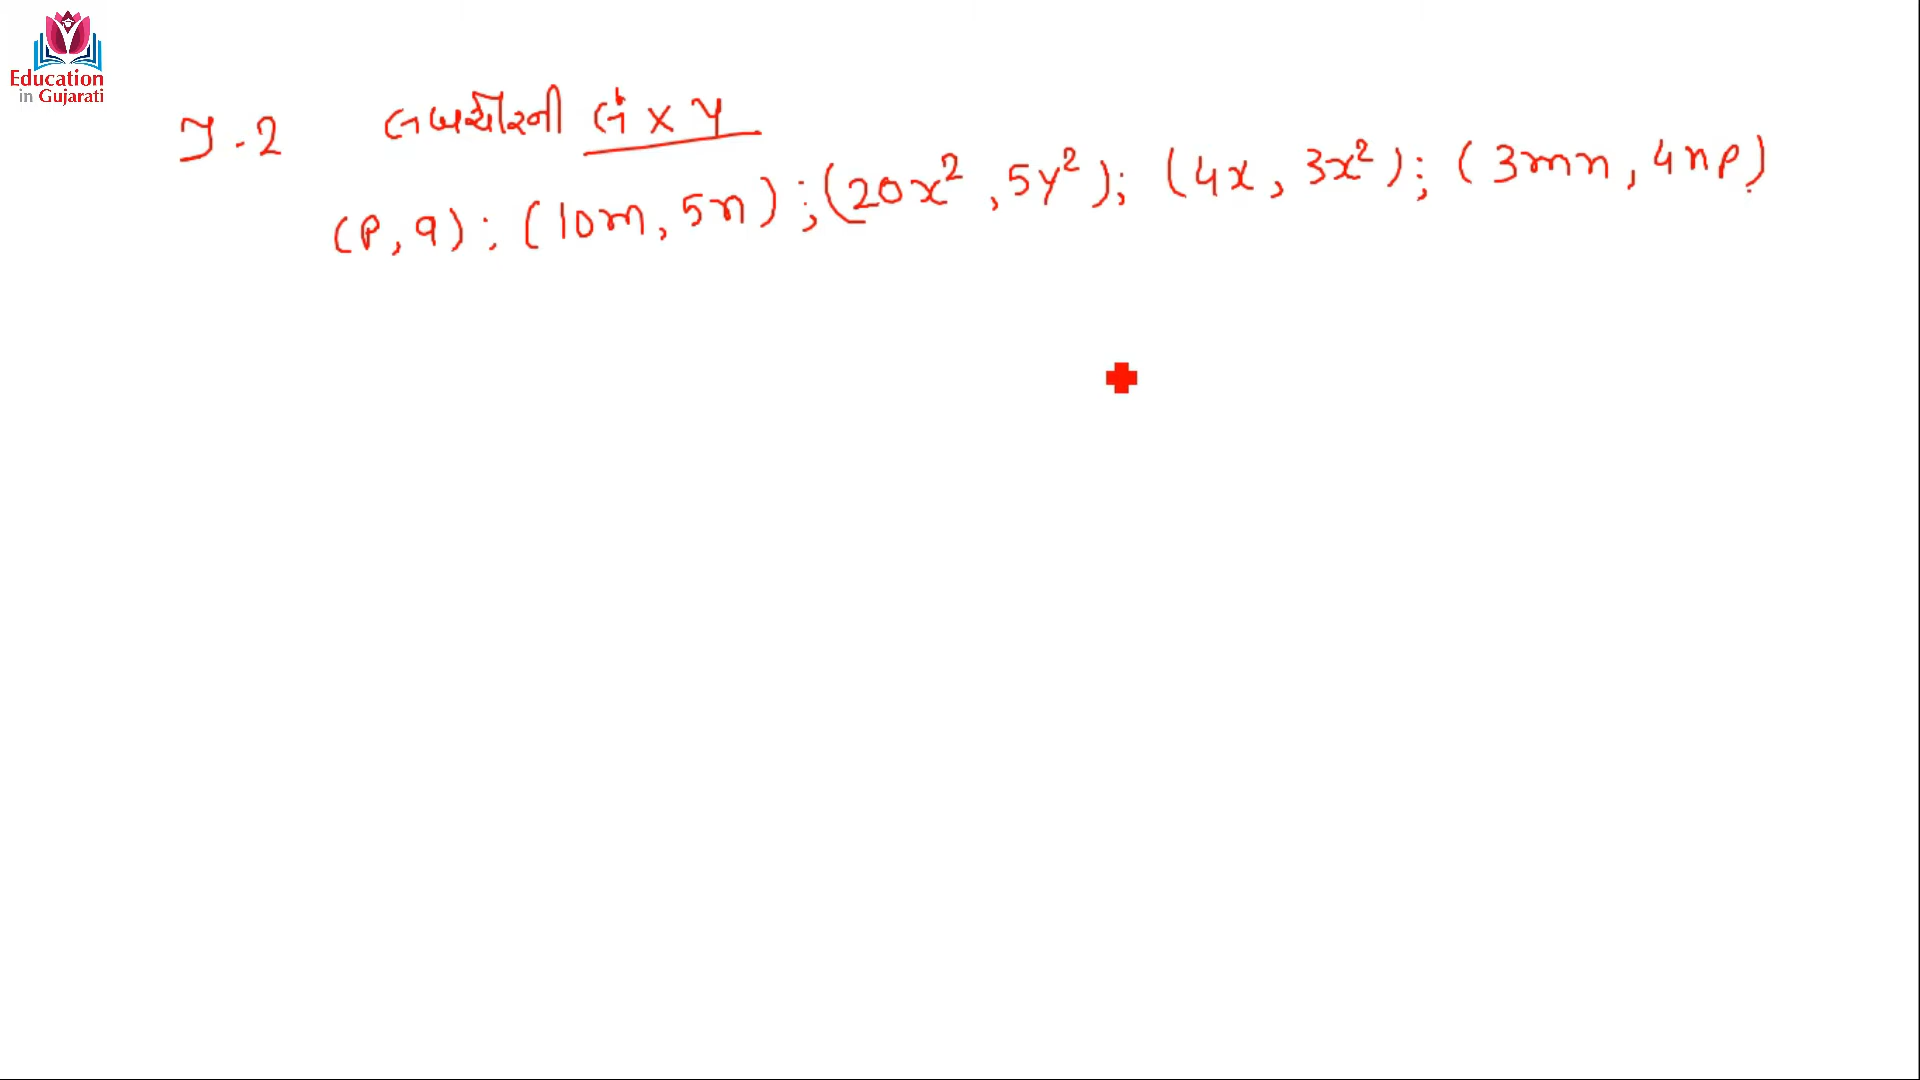 Education
in Gujarati
I-2 લંબચોરસની લં x પ
(p, q); (10m, 5n); (20x², 5y²); (4x, 3x²); (3mn, 4np)